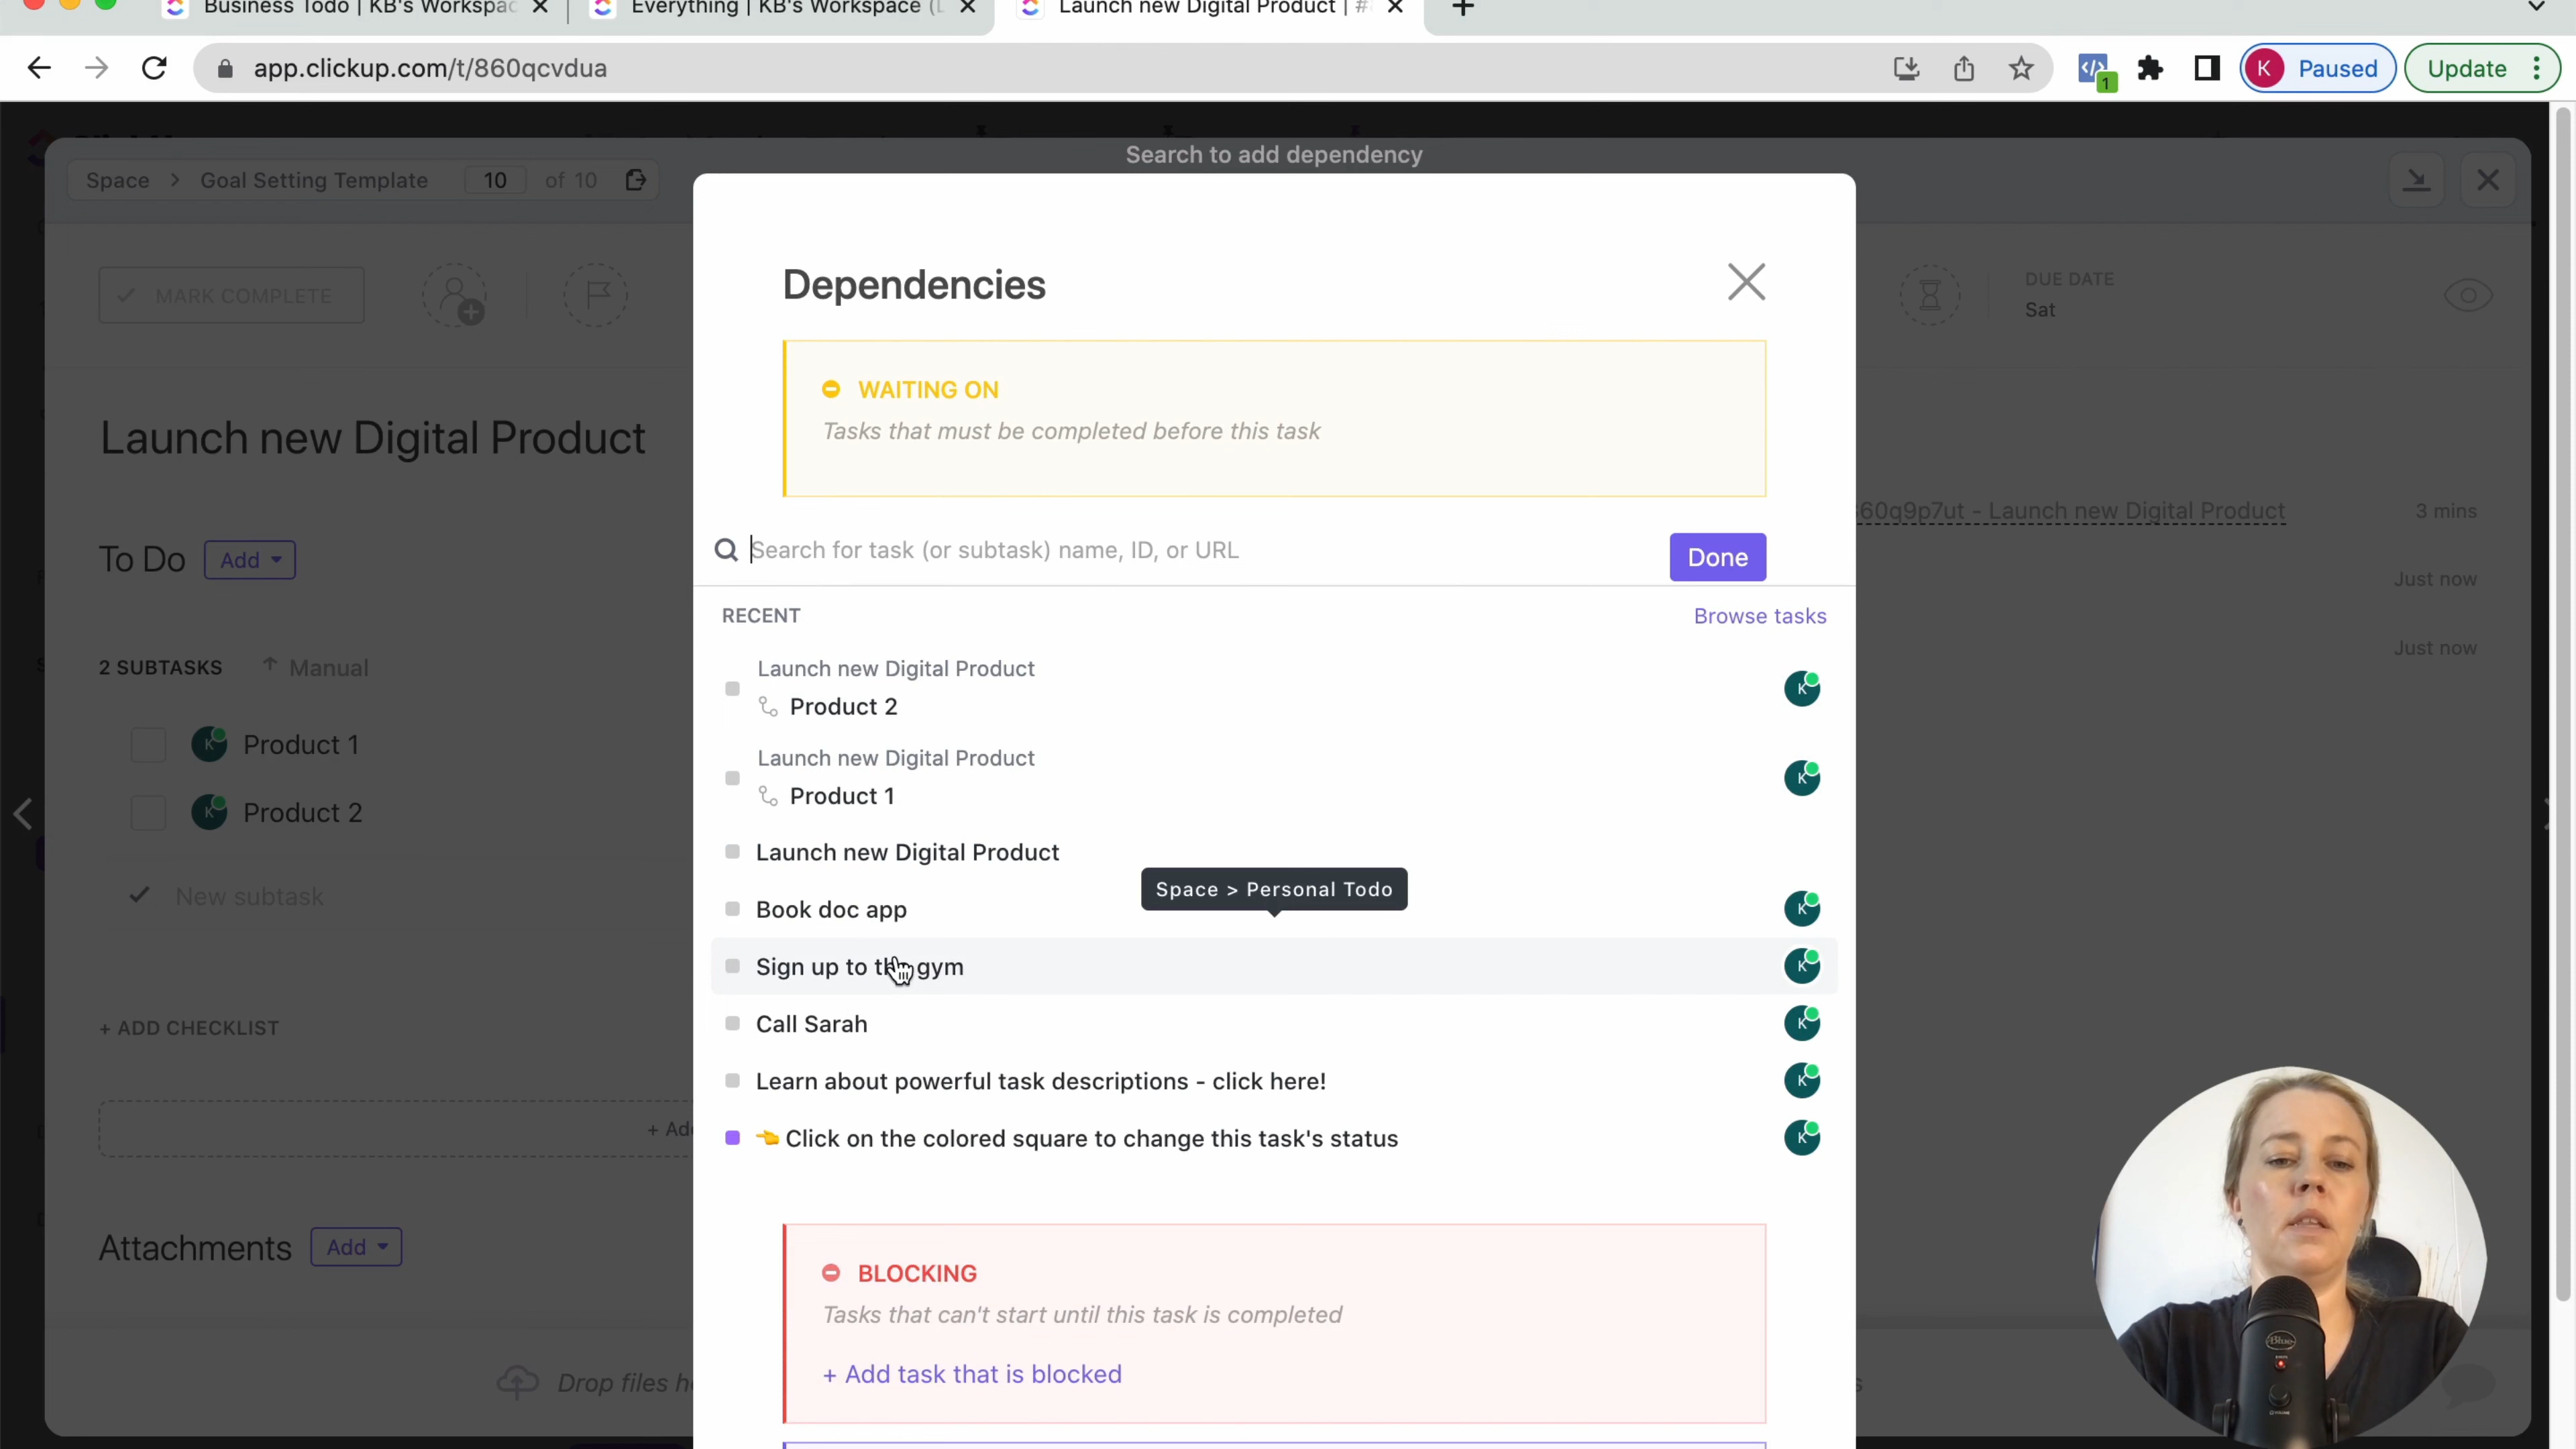 Business Todo | KB's Workspac
Everything | KB's Workspace (
Launch new Digital Product | #
app.clickup.com/t/860qcvdua
1
K Paused
Update
Search to add dependency
Space > Goal Setting Template 10 of 10
MARK COMPLETE
DUE DATE
Sat
Launch new Digital Product
To Do Add
2 SUBTASKS Manual
K Product 1
K Product 2
New subtask
+ ADD CHECKLIST
+ Add
Attachments Add
Drop files he
Dependencies
WAITING ON
Tasks that must be completed before this task
Search for task (or subtask) name, ID, or URL
Done
RECENT
Browse tasks
Launch new Digital Product
Product 2
K
Launch new Digital Product
Product 1
K
Launch new Digital Product
Space > Personal Todo
Book doc app
K
Sign up to the gym
K
Call Sarah
K
Learn about powerful task descriptions - click here!
K
Click on the colored square to change this task's status
K
BLOCKING
Tasks that can't start until this task is completed
+ Add task that is blocked
60q9p7ut - Launch new Digital Product
3 mins
Just now
Just now
Blue